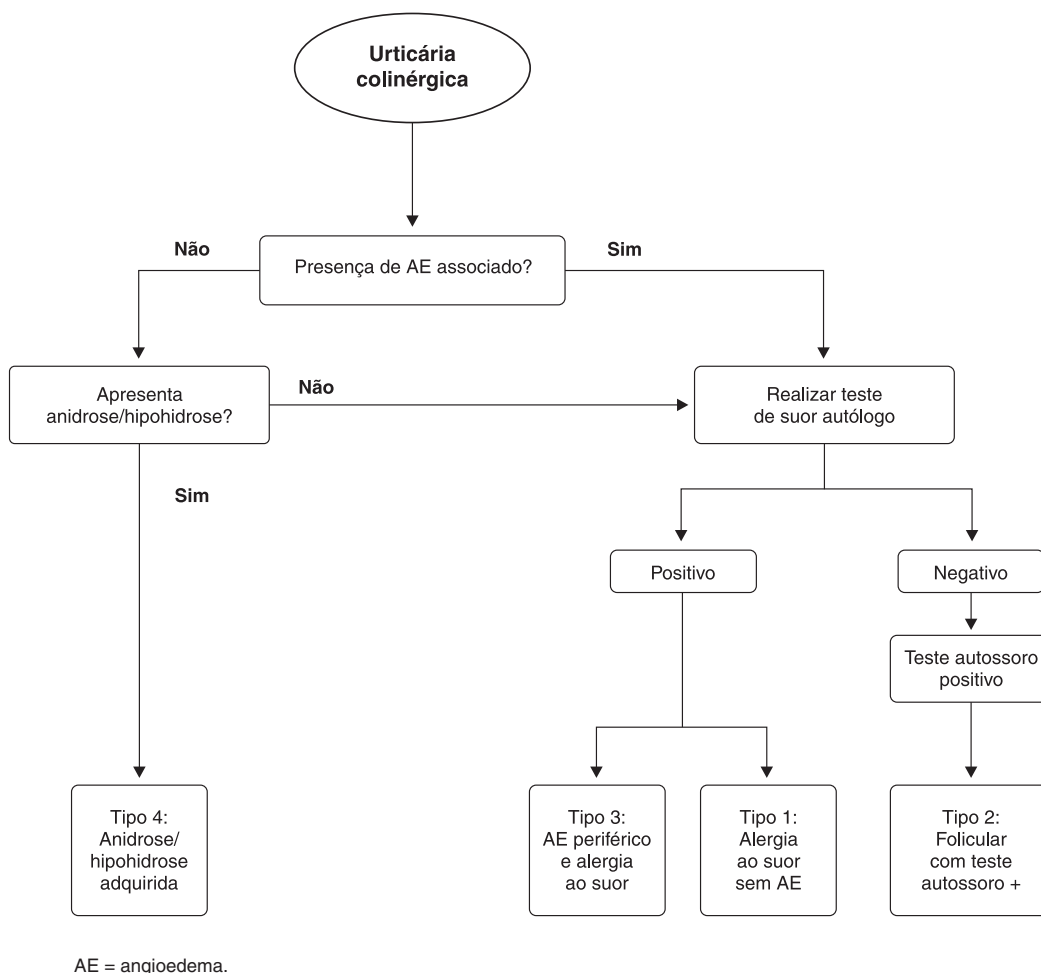 Urticária
colinérgica
Não
Sim
Presença de AE associado?
Apresenta
anidrose/hipohidrose?
Não
Realizar teste
de suor autólogo
Sim
Positivo
Negativo
Teste autossoro
positivo
Tipo 4:
Anidrose/
hipohidrose
adquirida
Tipo 3:
AE periférico
e alergia
ao suor
Tipo 1:
Alergia
ao suor
sem AE
Tipo 2:
Folicular
com teste
autossoro +
AE = angioedema.